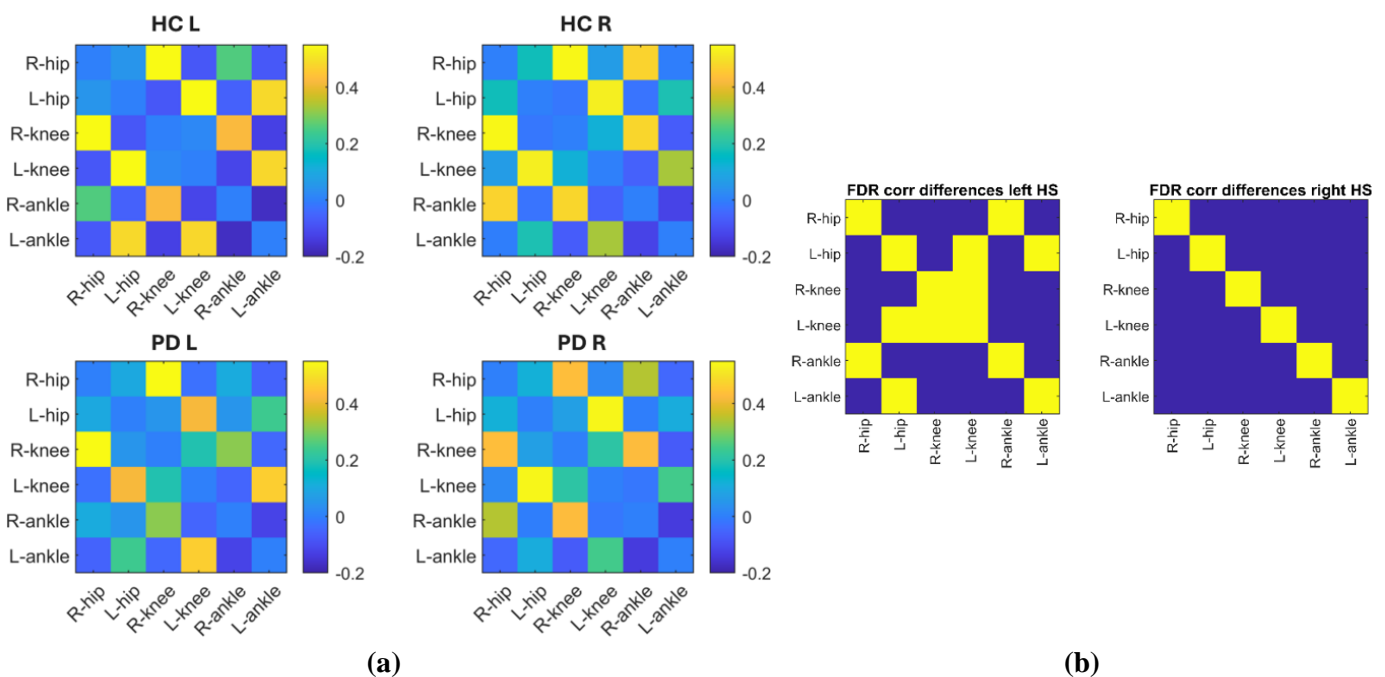 HC L
R-hip
L-hip
R-knee
L-knee
R-ankle
L-ankle
0.4
0.2
0
-0.2
R-hip
L-hip
R-knee
L-knee
R-ankle
L-ankle
HC R
R-hip
L-hip
R-knee
L-knee
R-ankle
L-ankle
0.4
0.2
0
-0.2
R-hip
L-hip
R-knee
L-knee
R-ankle
L-ankle
PD L
R-hip
L-hip
R-knee
L-knee
R-ankle
L-ankle
0.4
0.2
0
-0.2
R-hip
L-hip
R-knee
L-knee
R-ankle
L-ankle
PD R
R-hip
L-hip
R-knee
L-knee
R-ankle
L-ankle
0.4
0.2
0
-0.2
R-hip
L-hip
R-knee
L-knee
R-ankle
L-ankle
(a)
FDR corr differences left HS
R-hip
L-hip
R-knee
L-knee
R-ankle
L-ankle
R-hip
L-hip
R-knee
L-knee
R-ankle
L-ankle
FDR corr differences right HS
R-hip
L-hip
R-knee
L-knee
R-ankle
L-ankle
R-hip
L-hip
R-knee
L-knee
R-ankle
L-ankle
(b)